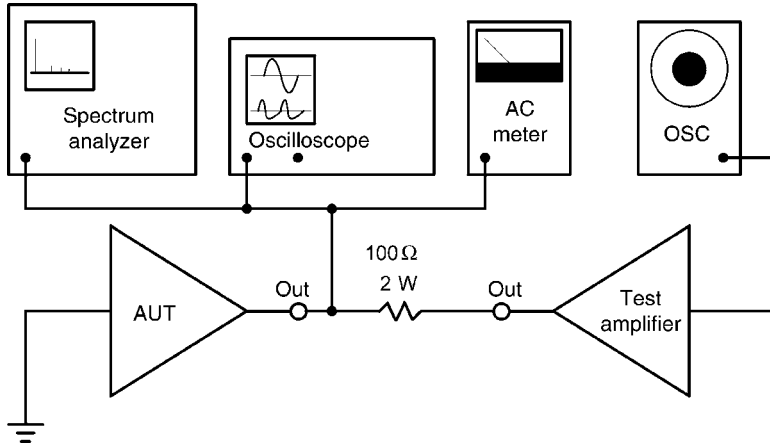 Spectrum
analyzer
Oscilloscope
AC
meter
OSC
100 Ω
2 W
Out
Out
AUT
Test
amplifier